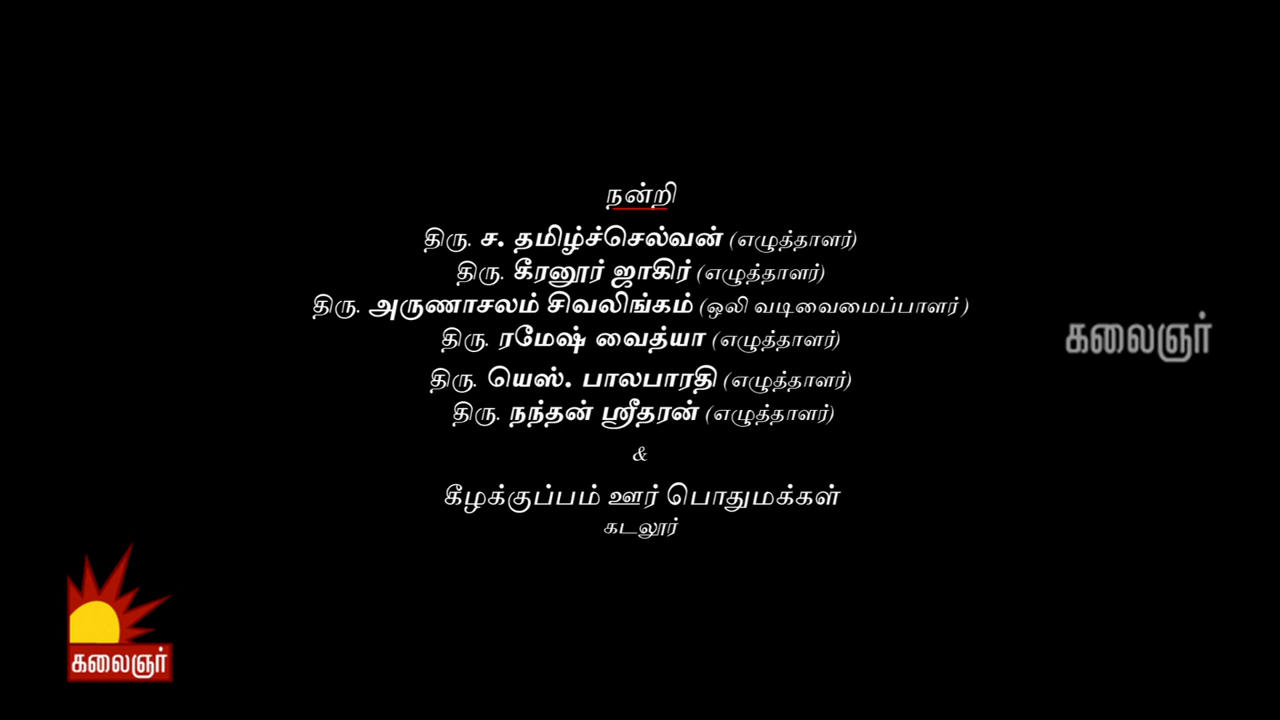 நன்றி
திரு. ச. தமிழ்ச்செல்வன் (எழுத்தாளர்)
திரு. கீரனூர் ஜாகிர் (எழுத்தாளர்)
திரு. அருணாசலம் சிவலிங்கம் (ஒலி வடிவமைப்பாளர் )
திரு. ரமேஷ் வைத்யா (எழுத்தாளர்)
திரு. யெஸ். பாலபாரதி (எழுத்தாளர்)
திரு. நந்தன் ஸ்ரீதரன் (எழுத்தாளர்)
&
கீழக்குப்பம் ஊர் பொதுமக்கள்
கடலூர்
கலைஞர்
கலைஞர்